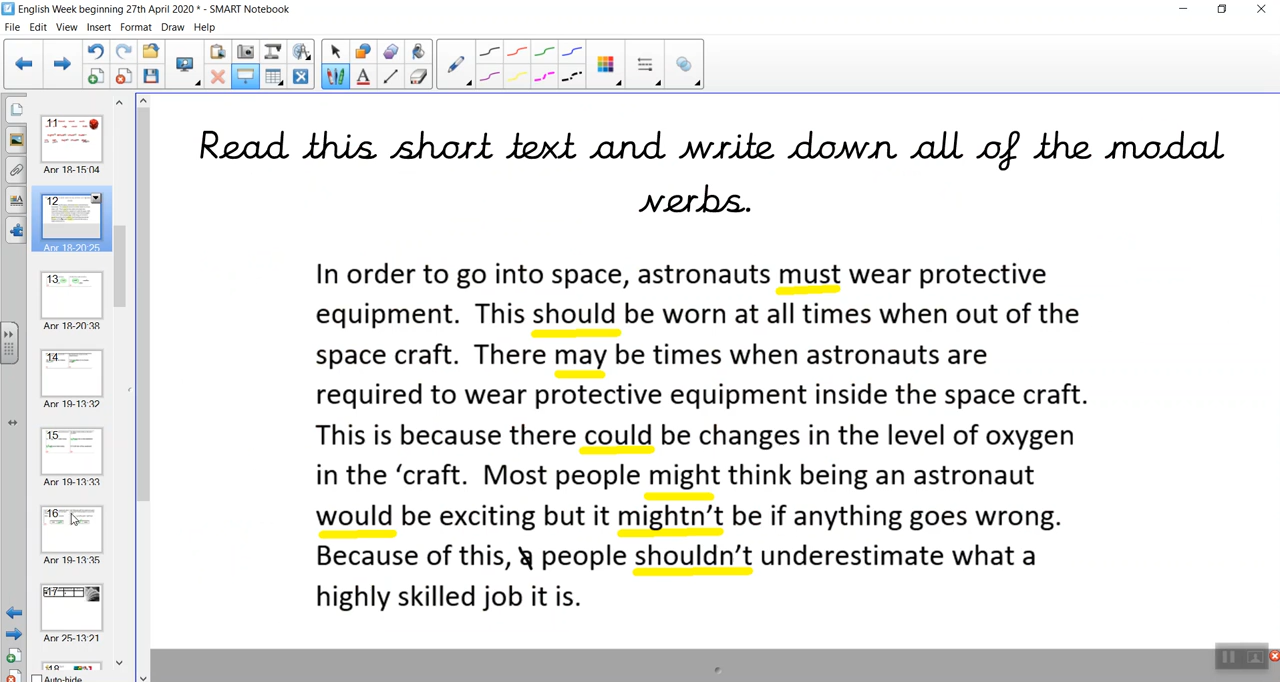 English Week beginning 27th April 2020 * - SMART Notebook
File Edit View Insert Format Draw Help
11
Apr 18-15:04
12
Apr 18-20:25
13
Apr 18-20:38
14
Apr 19-13:32
15
Apr 19-13:33
16
Apr 19-13:35
17
Apr 25-13:21
18
Auto-hide
Read this short text and write down all of the modal
verbs.
In order to go into space, astronauts must wear protective
equipment. This should be worn at all times when out of the
space craft. There may be times when astronauts are
required to wear protective equipment inside the space craft.
This is because there could be changes in the level of oxygen
in the ‘craft. Most people might think being an astronaut
would be exciting but it mightn’t be if anything goes wrong.
Because of this, a people shouldn’t underestimate what a
highly skilled job it is.